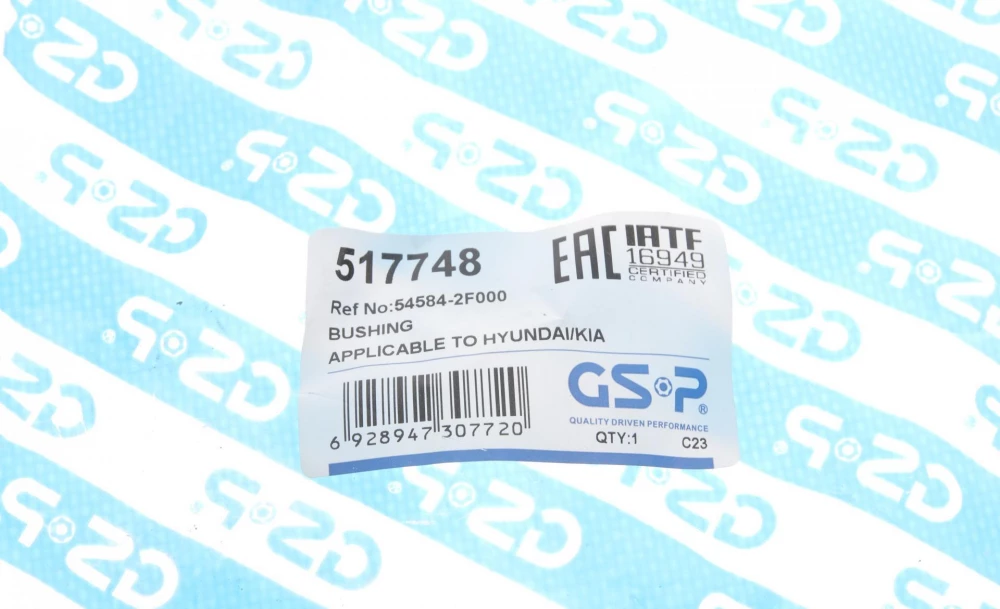 517748
EAC
IATF
16949
CERTIFIED
COMPANY
Ref No:54584-2F000
BUSHING
APPLICABLE TO HYUNDAI/KIA
GSP®
QUALITY DRIVEN PERFORMANCE
6 928947 307720
QTY:1
C23